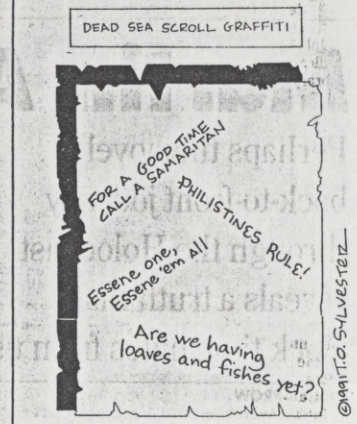 DEAD SEA SCROLL GRAFFITI
FOR A GOOD TIME
CALL A SAMARITAN
PHILISTINES RULE!
Essene one,
Essene 'em all
Are we having
loaves and fishes yet?
©1991 T.O. SYLVESTER